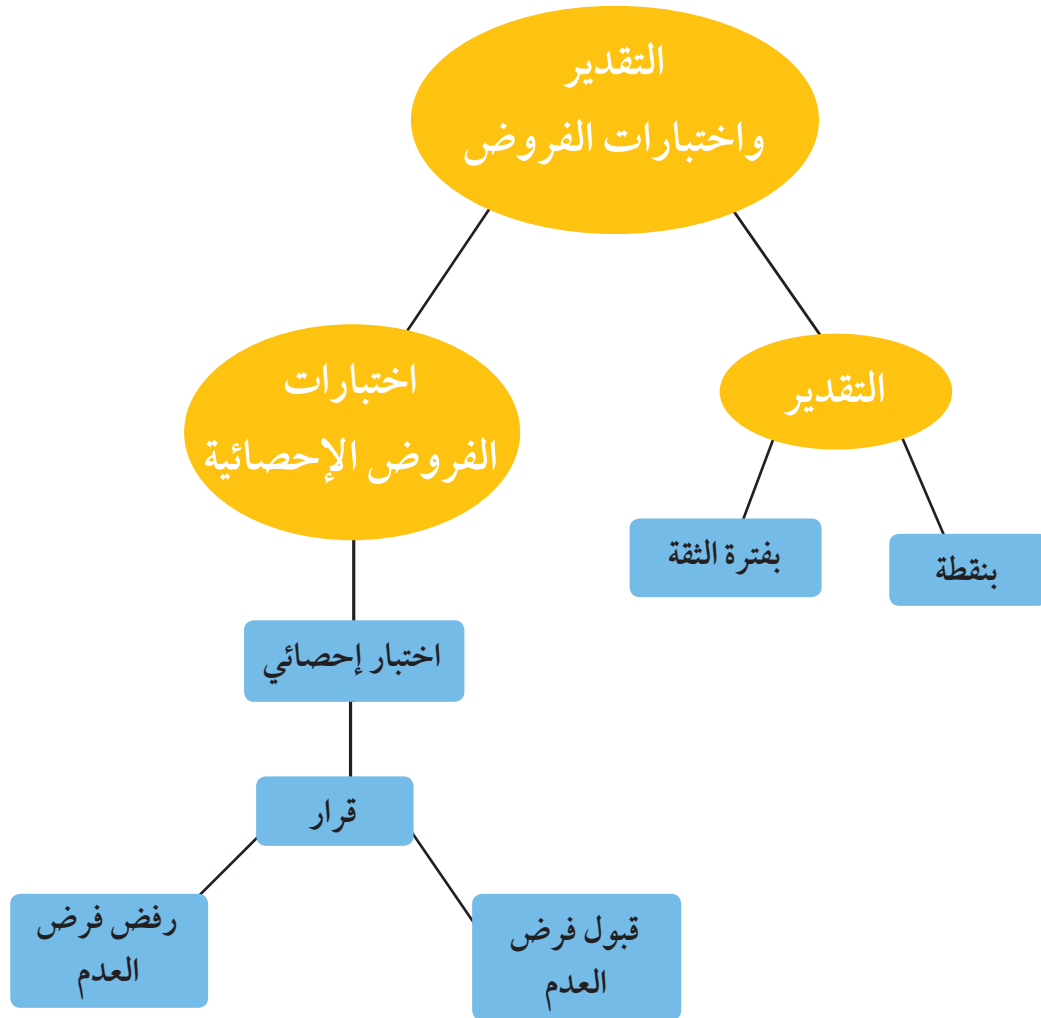 التقدير
واختبارات الفروض
التقدير
اختبارات
الفروض الإحصائية
بنقطة
بفترة الثقة
اختبار إحصائي
قرار
قبول فرض
العدم
رفض فرض
العدم